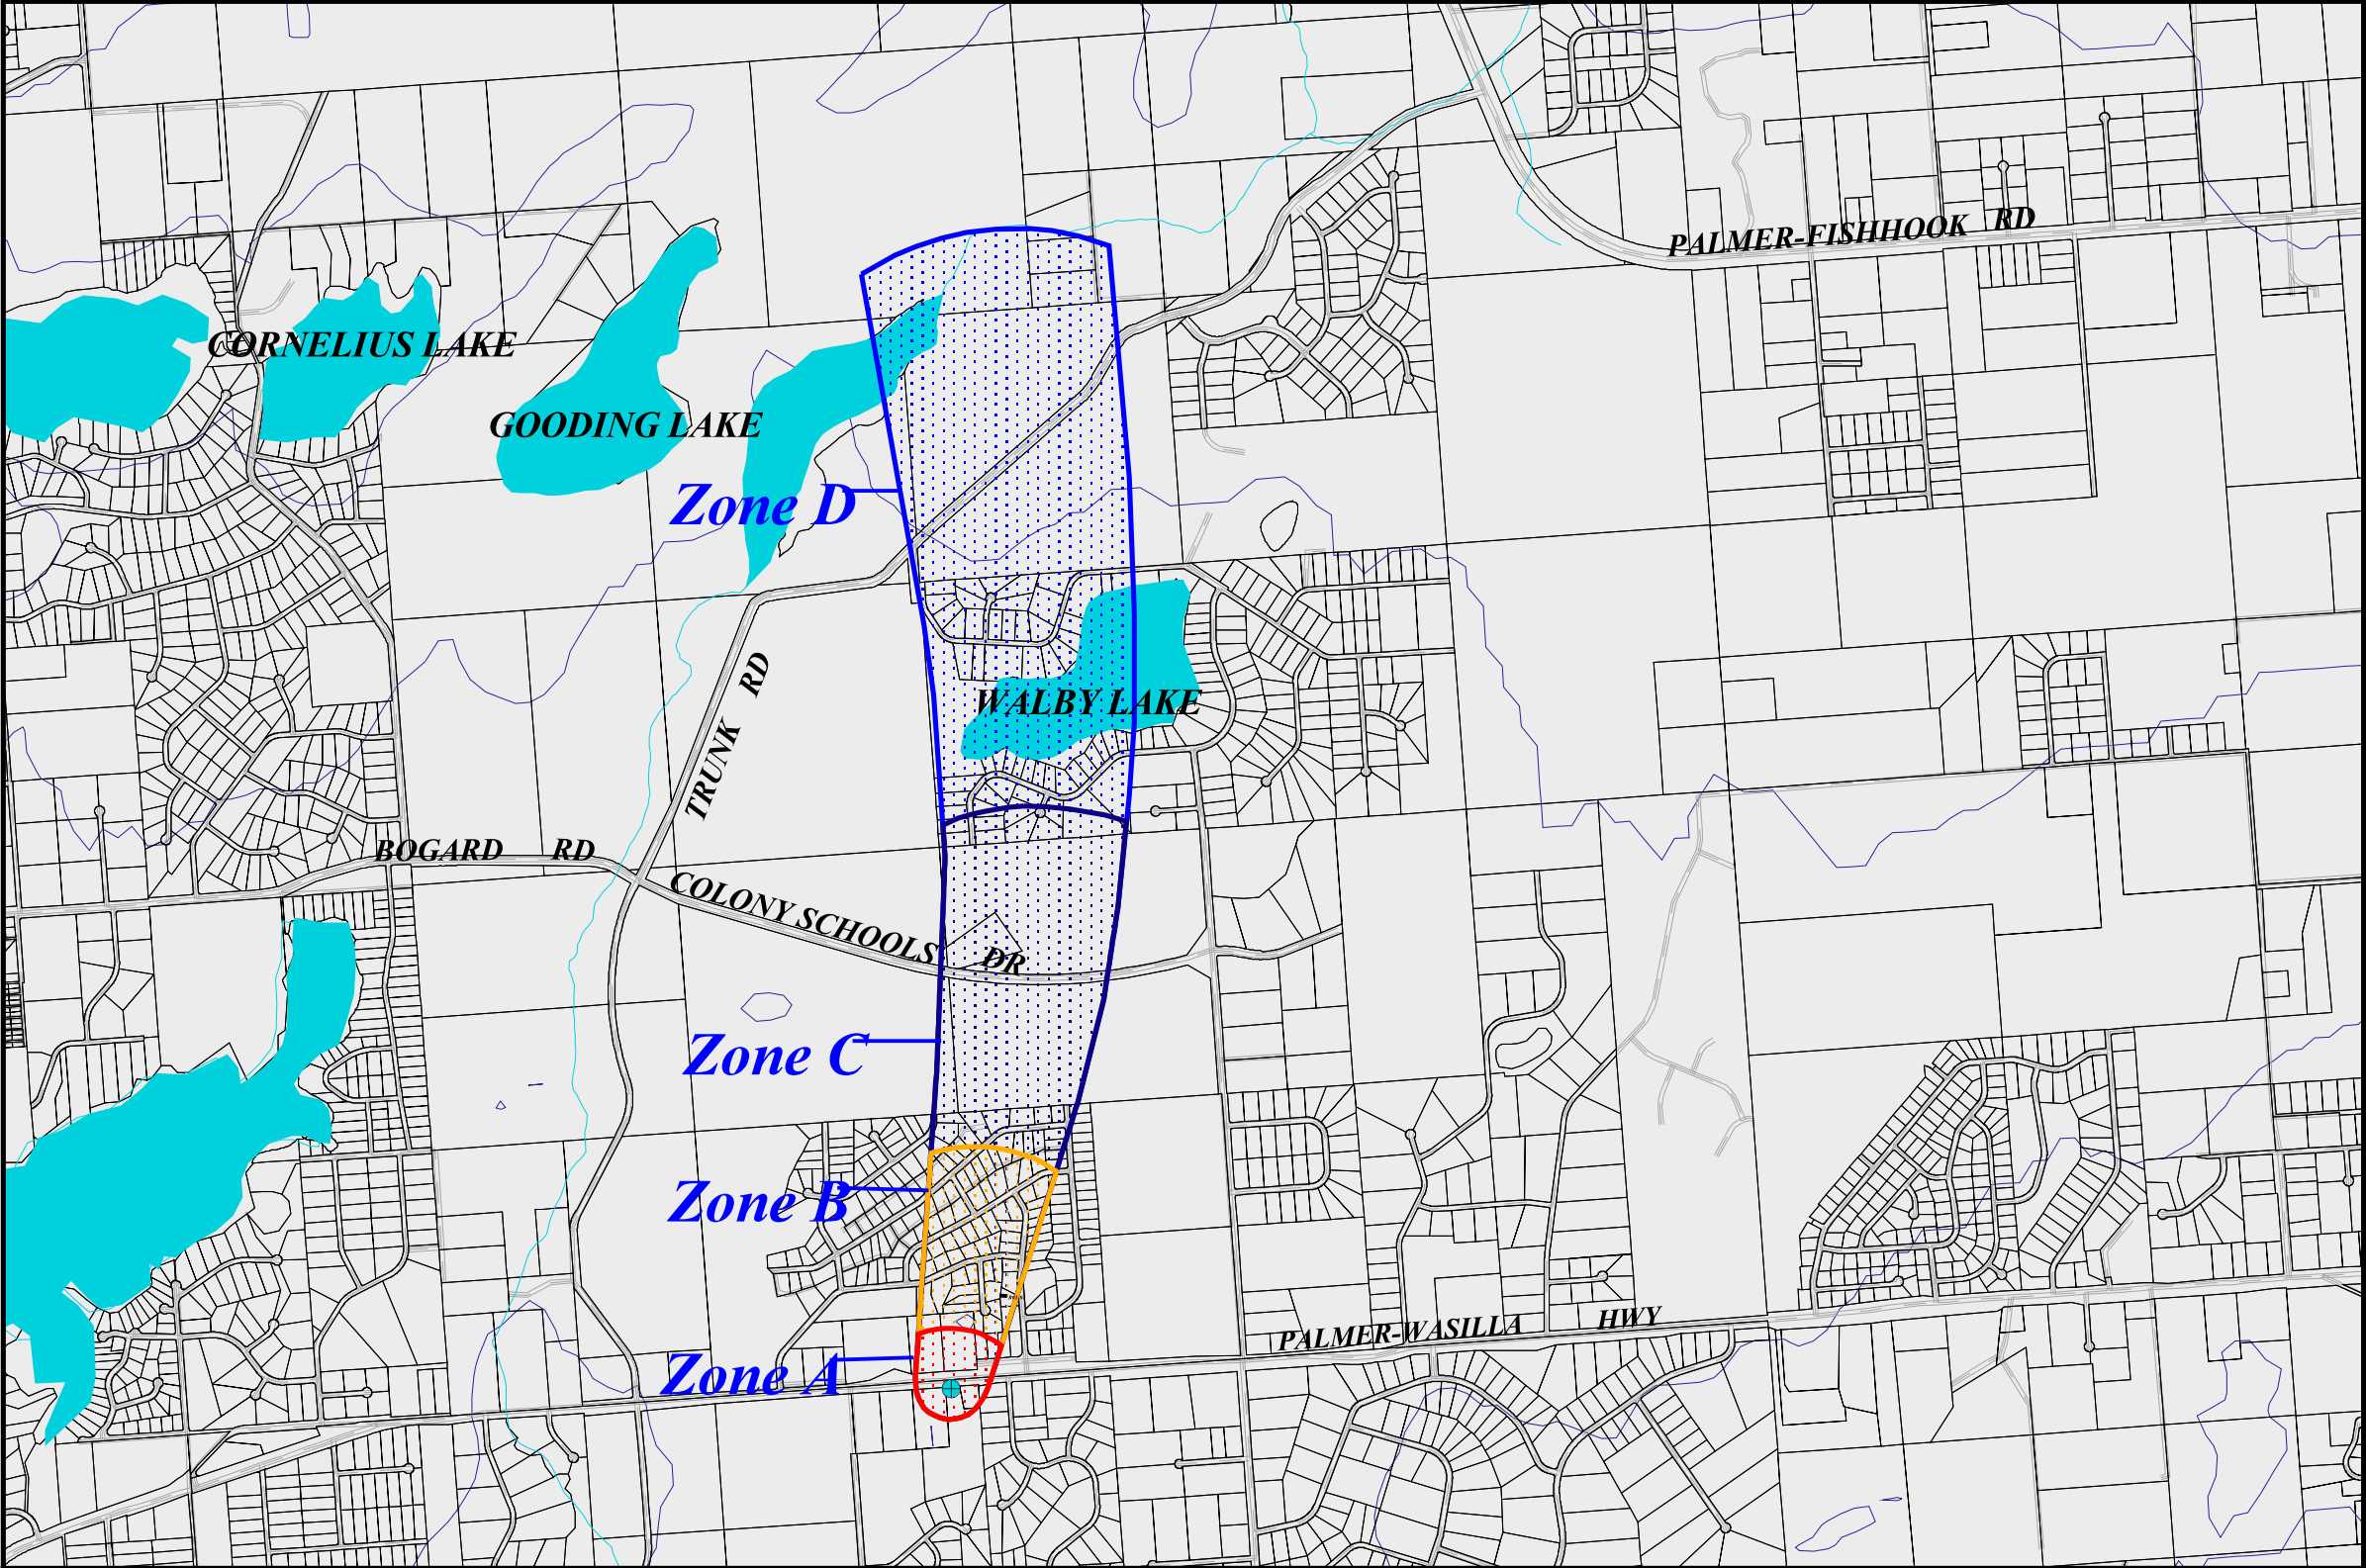 PALMER-FISHHOOK RD
CORNELIUS LAKE
GOODING LAKE
Zone D
WALBY LAKE
TRUNK RD
BOGARD RD
COLONY SCHOOLS DR
Zone C
Zone B
PALMER-WASILLA HWY
Zone A